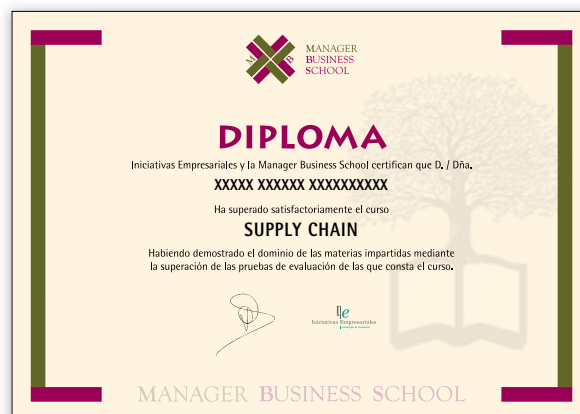 M B
MANAGER
BUSINESS
SCHOOL
DIPLOMA
Iniciativas Empresariales y la Manager Business School certifican que D. / Dña.
XXXXX XXXXXX XXXXXXXXXX
Ha superado satisfactoriamente el curso
SUPPLY CHAIN
Habiendo demostrado el dominio de las materias impartidas mediante
la superación de las pruebas de evaluación de las que consta el curso.
Iniciativas Empresariales
MANAGER BUSINESS SCHOOL